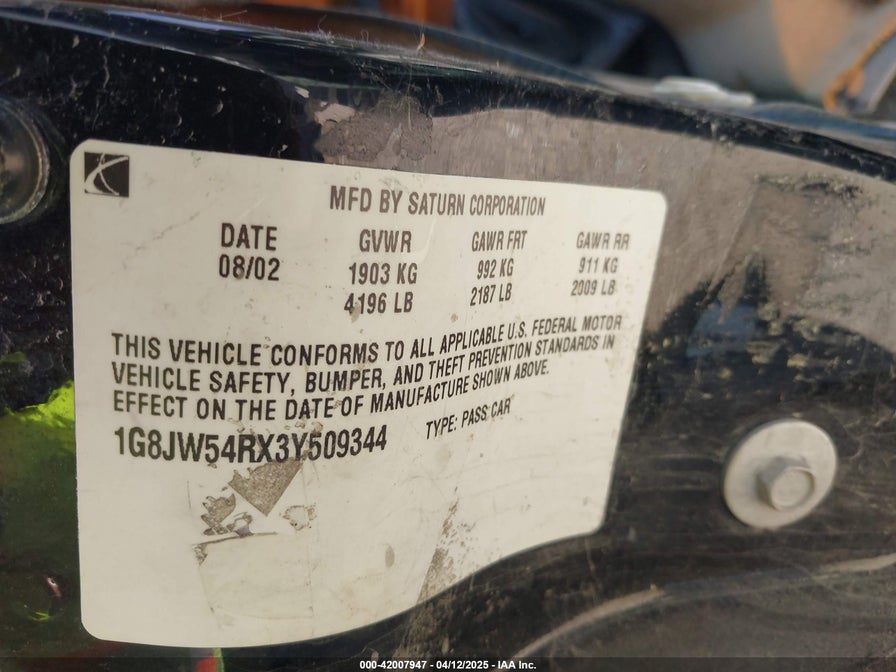 MFD BY SATURN CORPORATION
DATE GVWR GAWR FRT GAWR RR
08/02 1903 KG 992 KG 911 KG
4196 LB 2187 LB 2009 LB
THIS VEHICLE CONFORMS TO ALL APPLICABLE U.S. FEDERAL MOTOR
VEHICLE SAFETY, BUMPER, AND THEFT PREVENTION STANDARDS IN
EFFECT ON THE DATE OF MANUFACTURE SHOWN ABOVE.
1G8JW54RX3Y509344 TYPE: PASS CAR
000-42007947 - 04/12/2025 - IAA Inc.